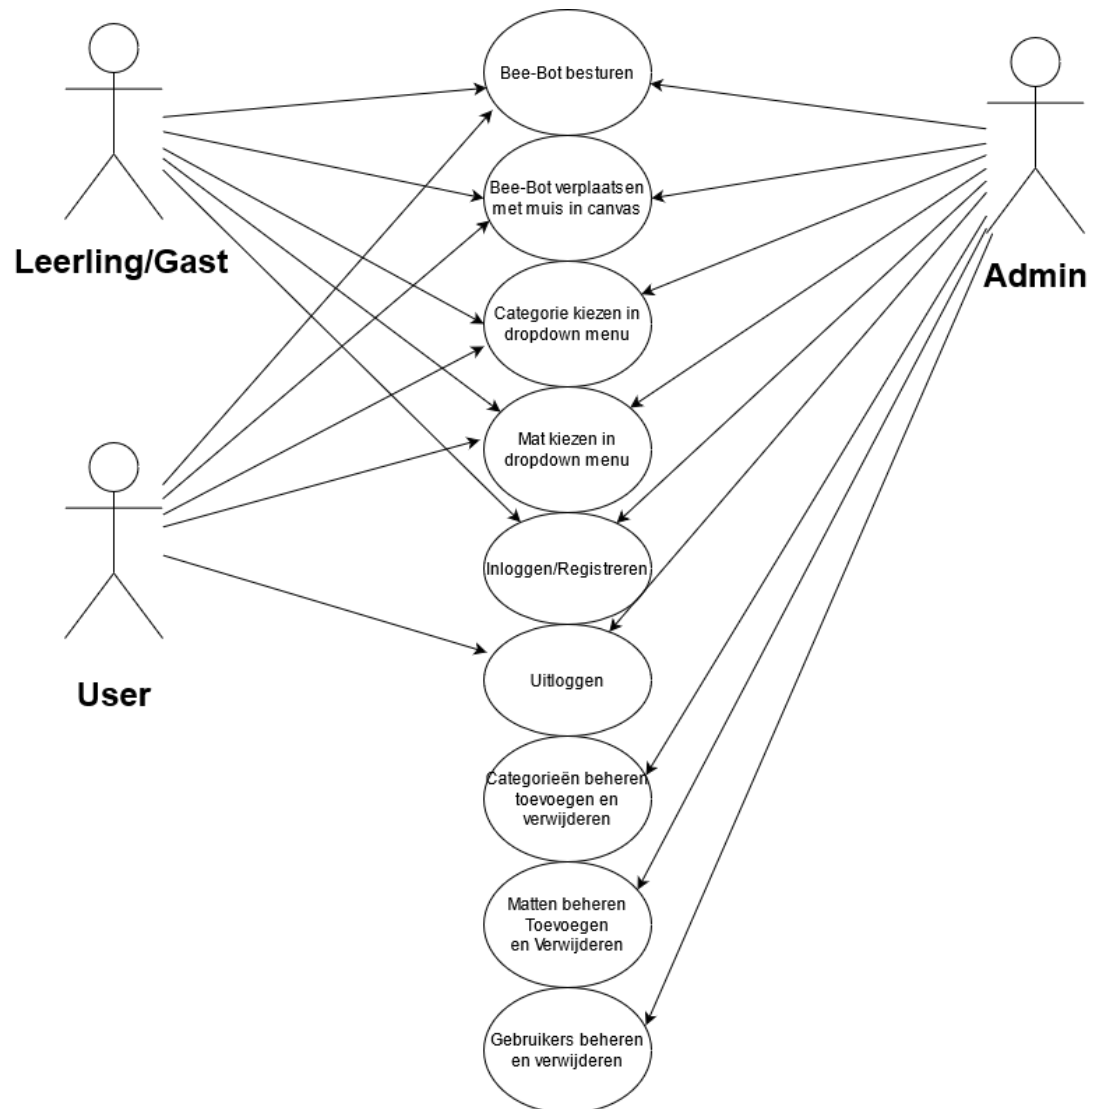 Bee-Bot besturen
Bee-Bot verplaatsen
met muis in canvas
Leerling/Gast
Admin
Categorie kiezen in
dropdown menu
Mat kiezen in
dropdown menu
Inloggen/Registreren
User
Uitloggen
Categorieën beheren
toevoegen en
verwijderen
Matten beheren
Toevoegen
en Verwijderen
Gebruikers beheren
en verwijderen